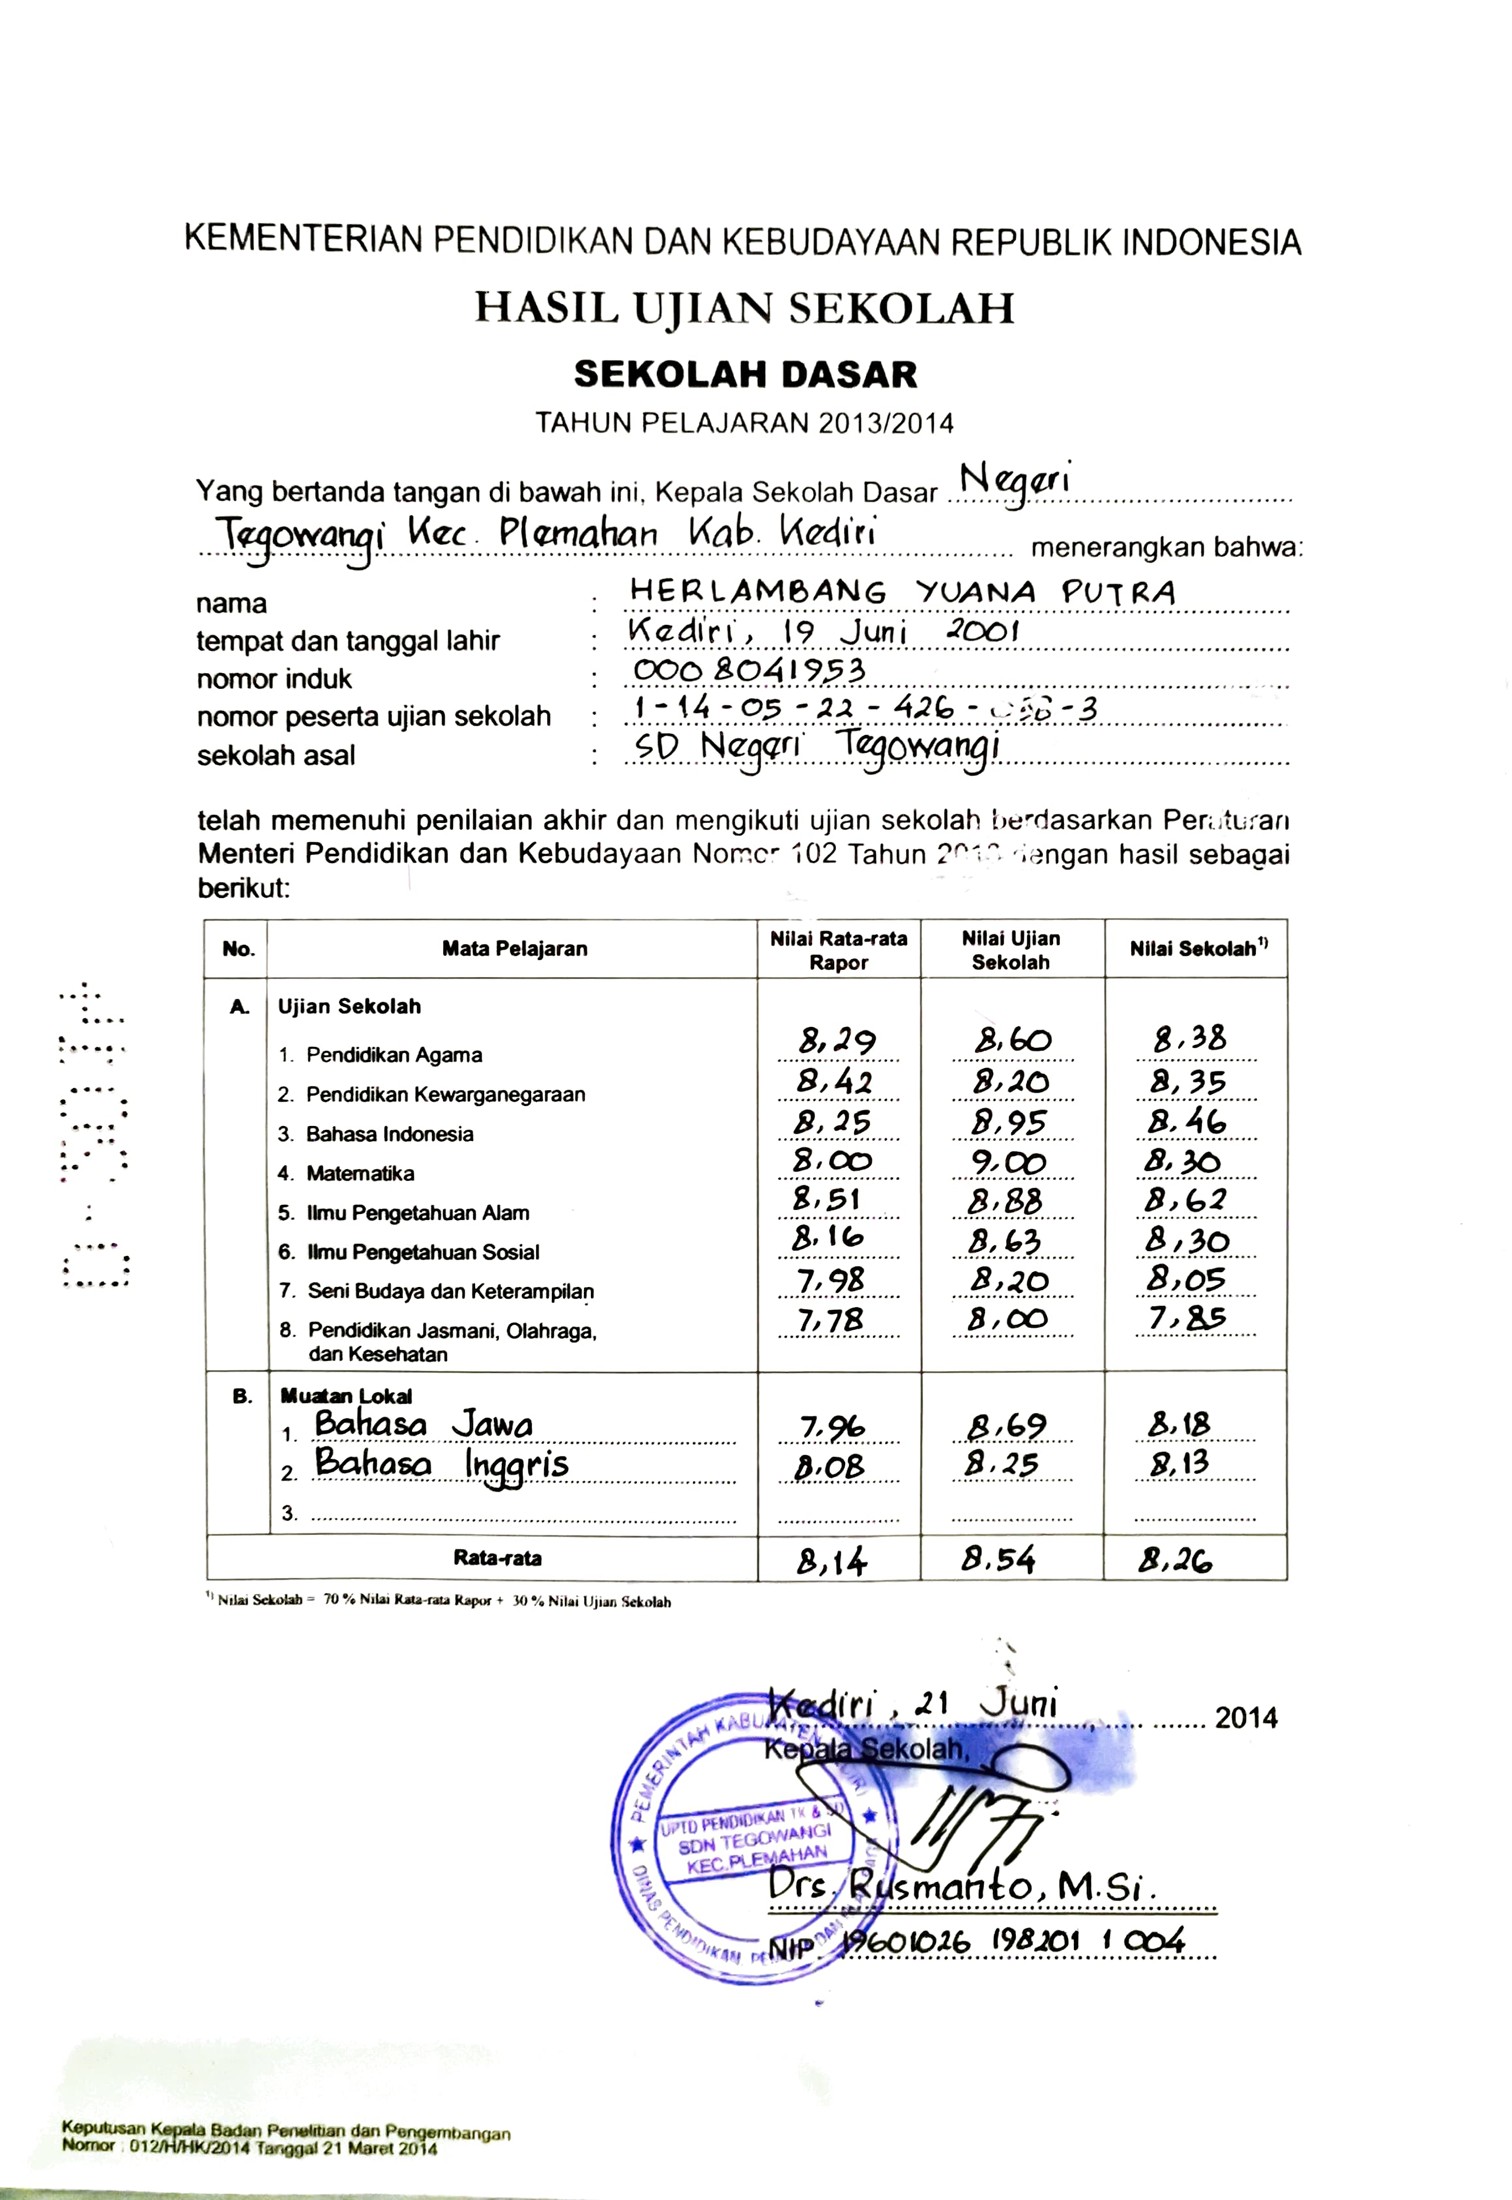 KEMENTERIAN PENDIDIKAN DAN KEBUDAYAAN REPUBLIK INDONESIA
HASIL UJIAN SEKOLAH
SEKOLAH DASAR
TAHUN PELAJARAN 2013/2014
Yang bertanda tangan di bawah ini, Kepala Sekolah Dasar Negeri
Tegowangi Kec. Plemahan Kab. Kediri menerangkan bahwa:
nama : HERLAMBANG YUANA PUTRA
tempat dan tanggal lahir : Kediri, 19 Juni 2001
nomor induk : 0008041953
nomor peserta ujian sekolah : 1-14-05-22-426- -3
sekolah asal : SD Negeri Tegowangi
telah memenuhi penilaian akhir dan mengikuti ujian sekolah berdasarkan Peraturan
Menteri Pendidikan dan Kebudayaan Nomor 102 Tahun dengan hasil sebagai
berikut:
No. Mata Pelajaran Nilai Rata-rata Rapor Nilai Ujian Sekolah Nilai Sekolah1)
A. Ujian Sekolah
1. Pendidikan Agama 8,29 8,60 8,38
2. Pendidikan Kewarganegaraan 8,42 8,20 8,35
3. Bahasa Indonesia 8,25 8,95 8,46
4. Matematika 8,00 9,00 8,30
5. Ilmu Pengetahuan Alam 8,51 8,88 8,62
6. Ilmu Pengetahuan Sosial 8,16 8,63 8,30
7. Seni Budaya dan Keterampilan 7,98 8,20 8,05
8. Pendidikan Jasmani, Olahraga, 7,78 8,00 7,85
dan Kesehatan
B. Muatan Lokal
1. Bahasa Jawa 7,96 8,69 8,18
2. Bahasa Inggris 8,08 8,25 8,13
3.
Rata-rata 8,14 8,54 8,26
1) Nilai Sekolah = 70 % Nilai Rata-rata Rapor + 30 % Nilai Ujian Sekolah
Kediri, 21 Juni 2014
Kepala Sekolah,
PEMERINTAH KABUPATEN KEDIRI
UPTD PENDIDIKAN TK & SD
SDN TEGOWANGI
KEC.PLEMAHAN
DINAS PENDIDIKAN, PEMUDA DAN OLAH RAGA
Drs. Rusmanto, M.Si.
NIP. 19601026 198201 1 004
Keputusan Kepala Badan Penelitian dan Pengembangan
Nomor : 012/H/HK/2014 Tanggal 21 Maret 2014